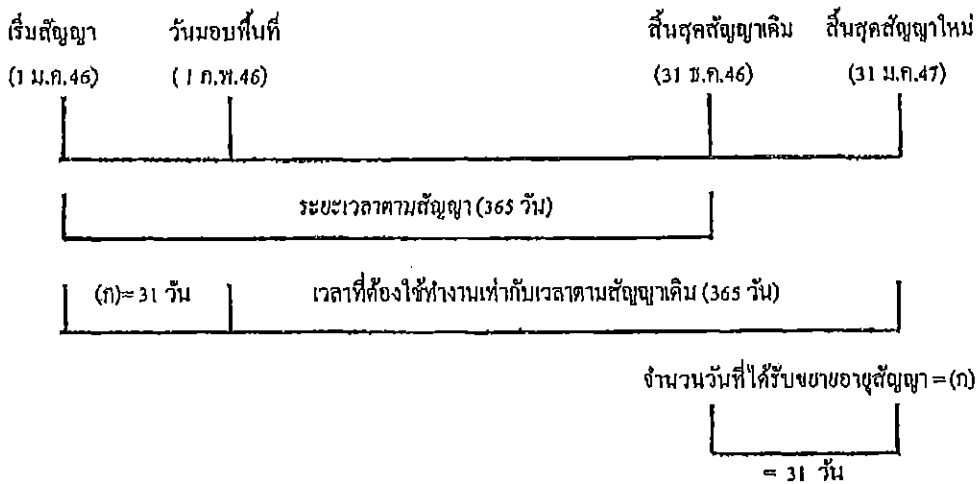 เริ่มสัญญา วันมอบพื้นที่ สิ้นสุดสัญญาเดิม สิ้นสุดสัญญาใหม่
(1 ม.ค.46) (1 ก.พ.46) (31 ธ.ค.46) (31 ม.ค.47)
ระยะเวลาตามสัญญา (365 วัน)
(ก)= 31 วัน เวลาที่ต้องใช้ทำงานเท่ากับเวลาตามสัญญาเดิม (365 วัน)
จำนวนวันที่ได้รับขยายอายุสัญญา = (ก)
= 31 วัน